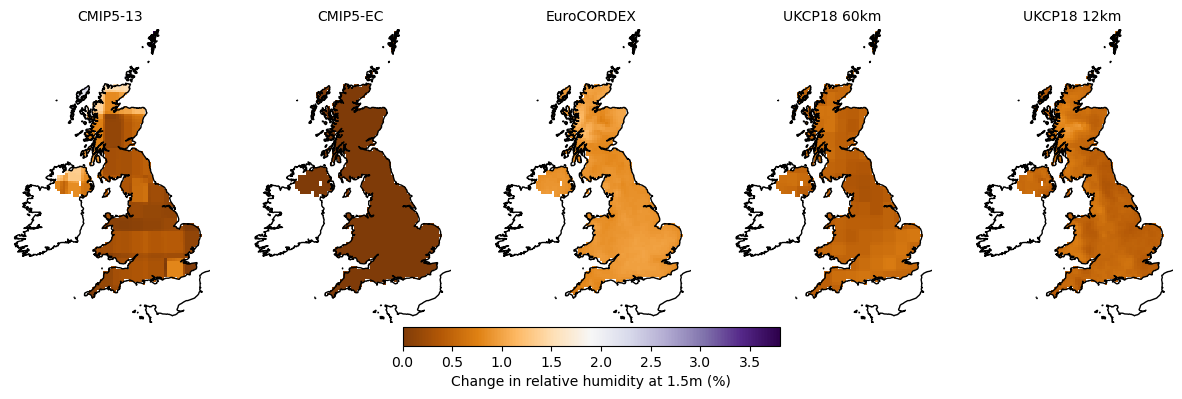 CMIP5-13 CMIP5-EC EuroCORDEX UKCP18 60km UKCP18 12km
0.0 0.5 1.0 1.5 2.0 2.5 3.0 3.5
Change in relative humidity at 1.5m (%)